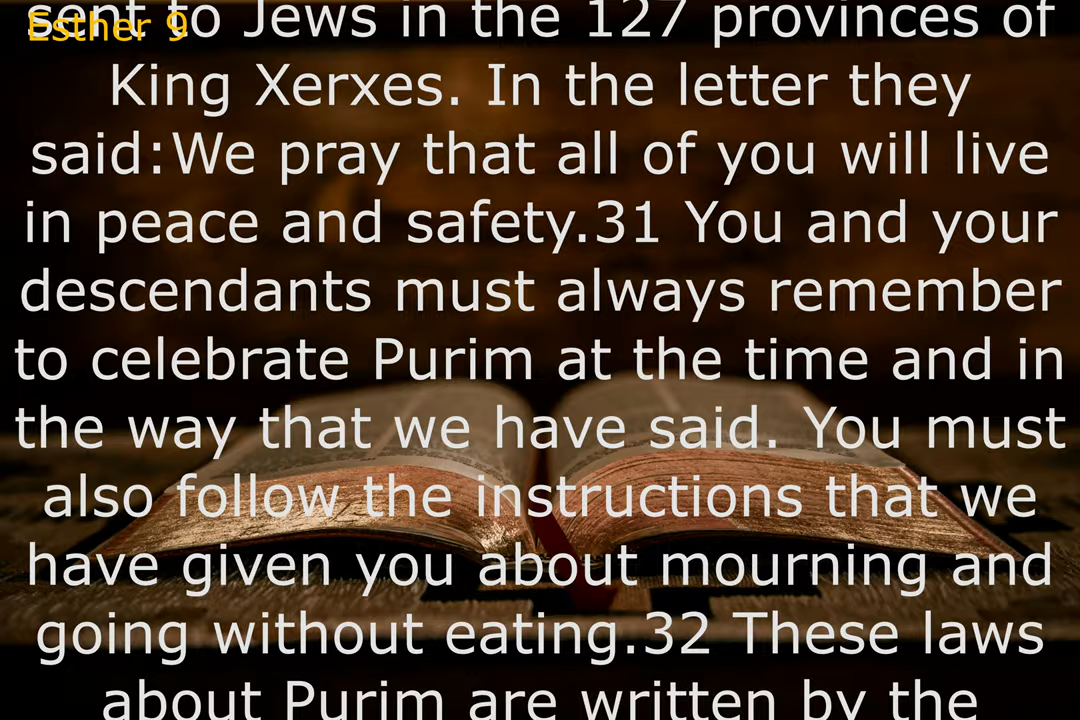 Esther 9
sent to Jews in the 127 provinces of
King Xerxes. In the letter they
said:We pray that all of you will live
in peace and safety.31 You and your
descendants must always remember
to celebrate Purim at the time and in
the way that we have said. You must
also follow the instructions that we
have given you about mourning and
going without eating.32 These laws
about Purim are written by the